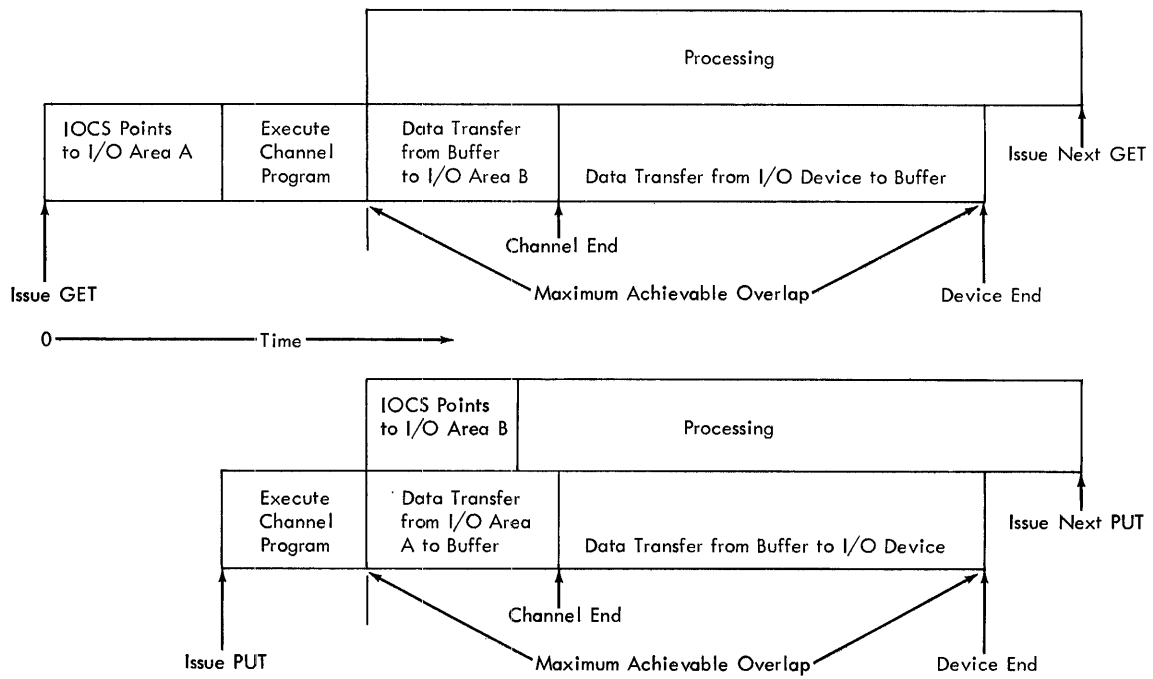 Processing
IOCS Points
to I/O Area A
Execute
Channel
Program
Data Transfer
from Buffer
to I/O Area B
Data Transfer from I/O Device to Buffer
Issue Next GET
Channel End
Issue GET
Maximum Achievable Overlap
Device End
0
Time
IOCS Points
to I/O Area B
Processing
Execute
Channel
Program
Data Transfer
from I/O Area
A to Buffer
Data Transfer from Buffer to I/O Device
Issue Next PUT
Channel End
Issue PUT
Maximum Achievable Overlap
Device End